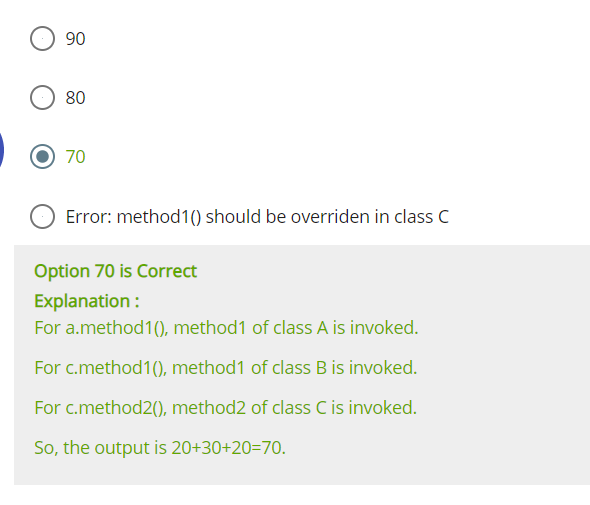 90
80
70
Error: method1() should be overriden in class C
Option 70 is Correct
Explanation :
For a.method1(), method1 of class A is invoked.
For c.method1(), method1 of class B is invoked.
For c.method2(), method2 of class C is invoked.
So, the output is 20+30+20=70.